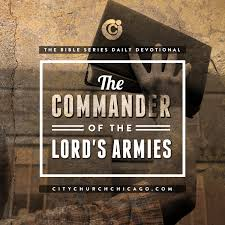 THE BIBLE SERIES DAILY DEVOTIONAL
The
COMMANDER
OF THE
LORD'S ARMIES
CITYCHURCHCHICAGO.COM